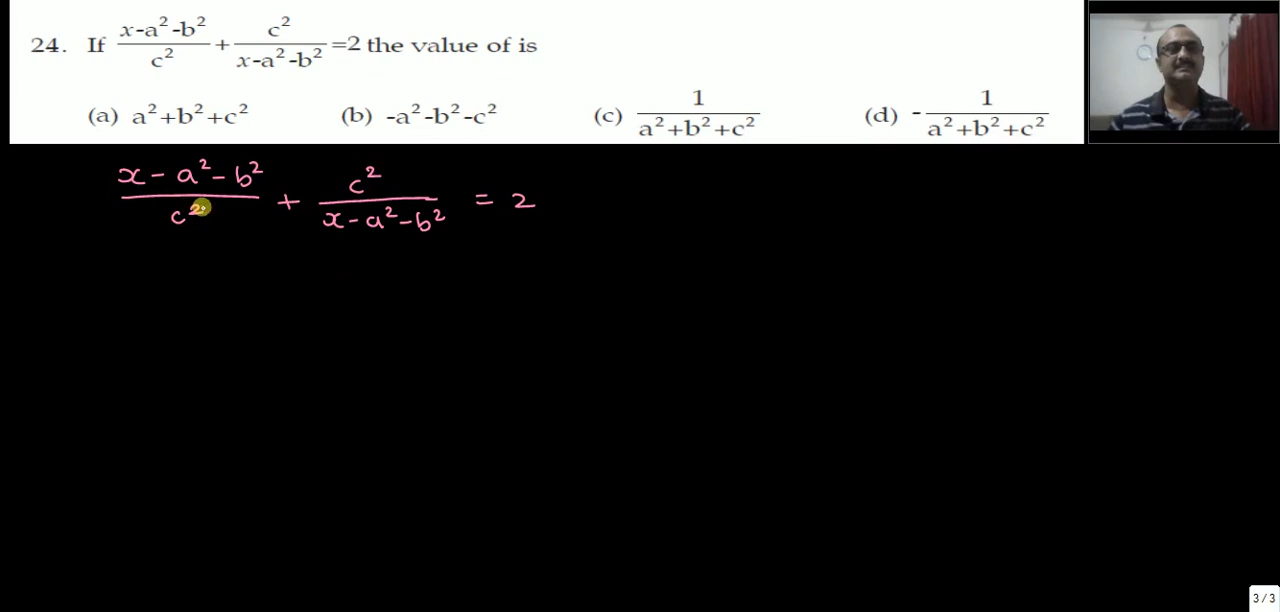 24. If (x-a²-b²)/c² + c²/(x-a²-b²) =2 the value of is
(a) a²+b²+c² (b) -a²-b²-c² (c) 1/(a²+b²+c²) (d) - 1/(a²+b²+c²)
(x - a² - b²)/c² + c²/(x - a² - b²) = 2
3 / 3